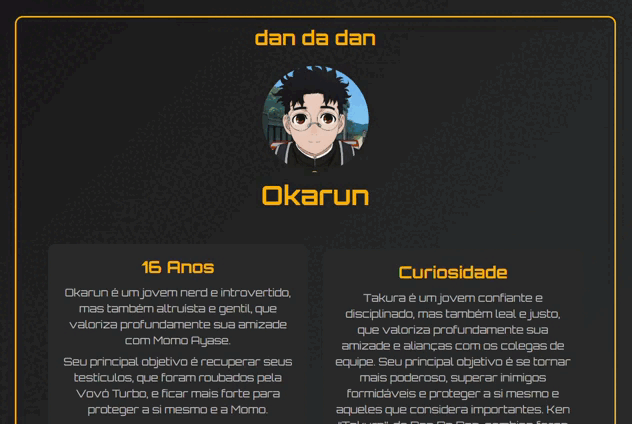 dan da dan
Okarun
16 Anos
Okarun é um jovem nerd e introvertido,
mas também altruísta e gentil, que
valoriza profundamente sua amizade
com Momo Ayase.
Seu principal objetivo é recuperar seus
testículos, que foram roubados pela
Vovó Turbo, e ficar mais forte para
proteger a si mesmo e a Momo.
Curiosidade
Takura é um jovem confiante e
disciplinado, mas também leal e justo,
que valoriza profundamente sua
amizade e alianças com os colegas de
equipe. Seu principal objetivo é se tornar
mais poderoso, superar inimigos
formidáveis e proteger a si mesmo e
aqueles que considera importantes. Ken